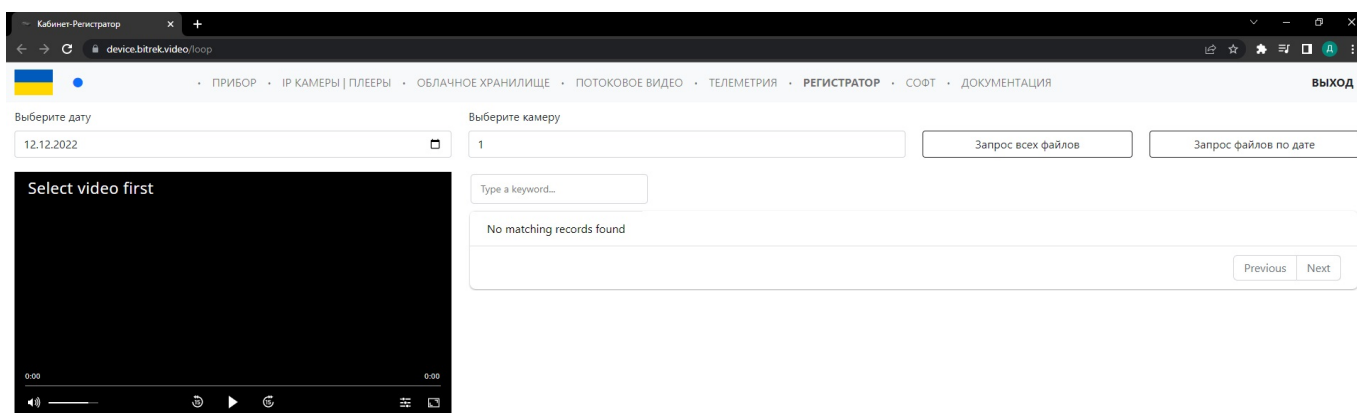 Кабинет-Регистратор
device.bitrek.video/loop
Д
• ПРИБОР • IP КАМЕРЫ | ПЛЕЕРЫ • ОБЛАЧНОЕ ХРАНИЛИЩЕ • ПОТОКОВОЕ ВИДЕО • ТЕЛЕМЕТРИЯ • РЕГИСТРАТОР • СОФТ • ДОКУМЕНТАЦИЯ ВЫХОД
Выберите дату Выберите камеру
12.12.2022 1 Запрос всех файлов Запрос файлов по дате
Select video first
Type a keyword...
No matching records found
Previous Next
0:00 0:00
15 15